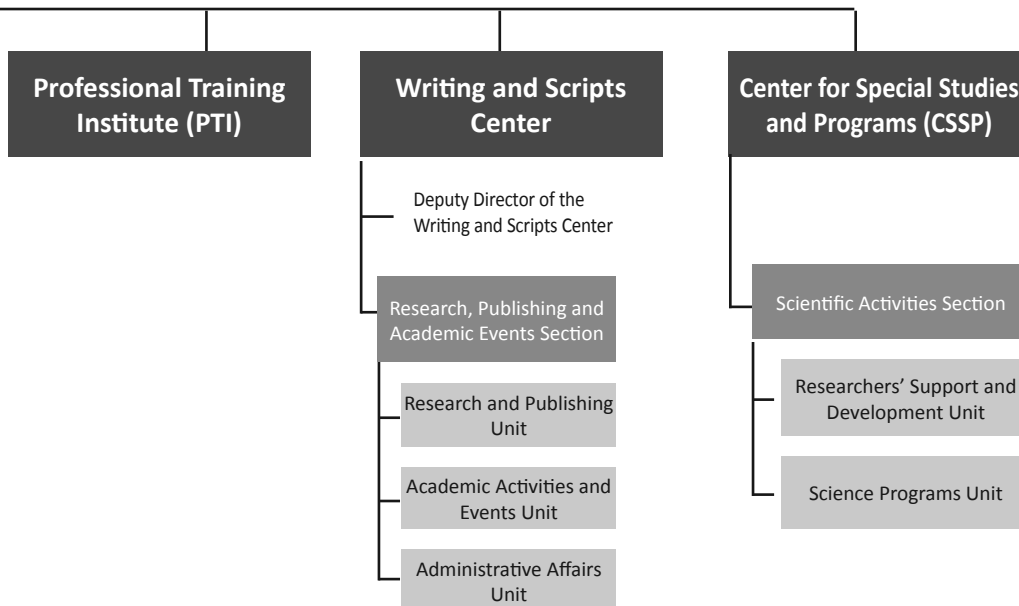 Professional Training
Institute (PTI)
Writing and Scripts
Center
Deputy Director of the
Writing and Scripts Center
Research, Publishing and
Academic Events Section
Research and Publishing
Unit
Academic Activities and
Events Unit
Administrative Affairs
Unit
Center for Special Studies
and Programs (CSSP)
Scientific Activities Section
Researchers’ Support and
Development Unit
Science Programs Unit